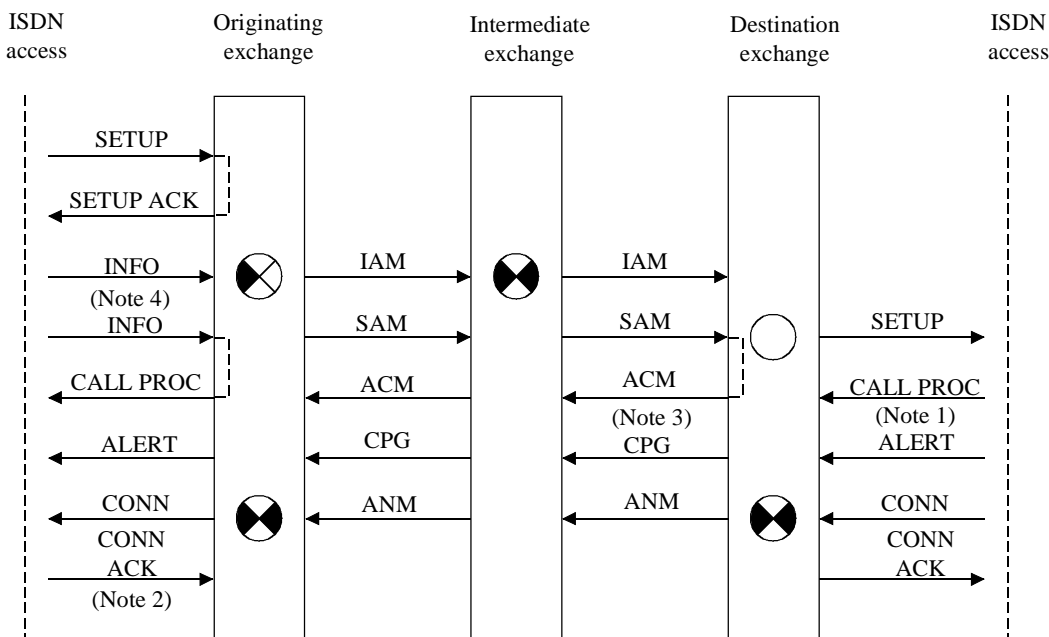 ISDN
access
Originating
exchange
Intermediate
exchange
Destination
exchange
ISDN
access
SETUP
SETUP ACK
INFO
(Note 4)
IAM
IAM
INFO
SAM
SAM
SETUP
CALL PROC
ACM
ACM
(Note 3)
CALL PROC
(Note 1)
ALERT
CPG
CPG
ALERT
CONN
ANM
ANM
CONN
CONN
ACK
(Note 2)
CONN
ACK